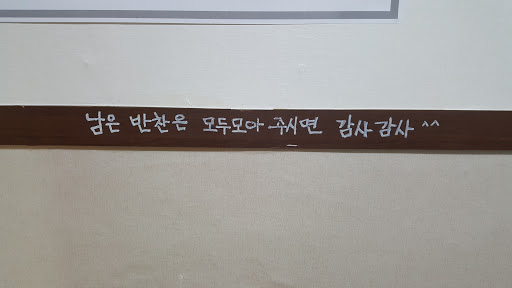 남은 반찬은 모두모아 주시면 감사감사 ^^